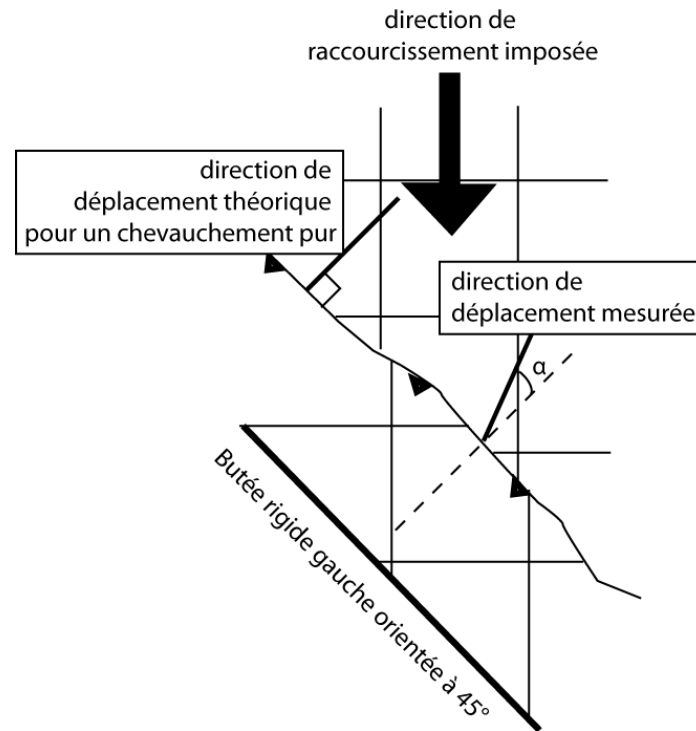 direction de
raccourcissement imposée
direction de
déplacement théorique
pour un chevauchement pur
direction de
déplacement mesurée
α
Butée rigide gauche orientée à 45°